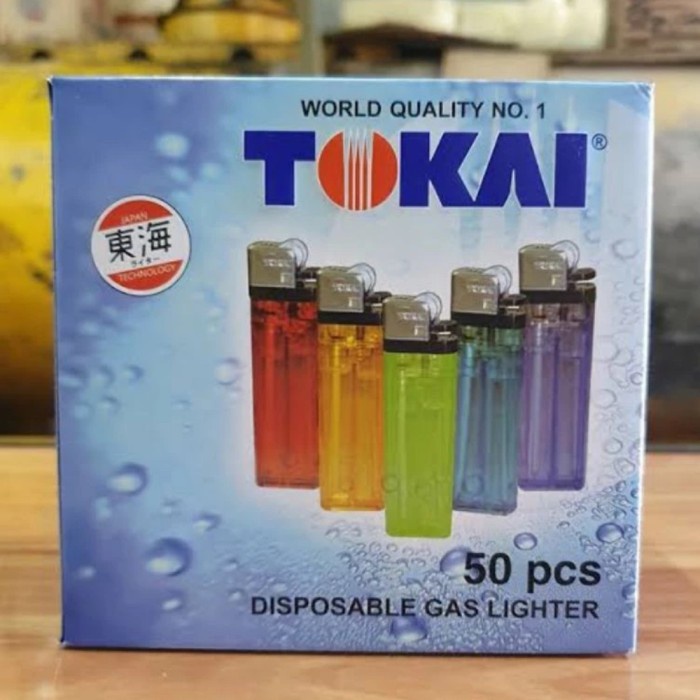 WORLD QUALITY NO. 1
TOKAI®
JAPAN
東海
ライター
TECHNOLOGY
50 pcs
DISPOSABLE GAS LIGHTER